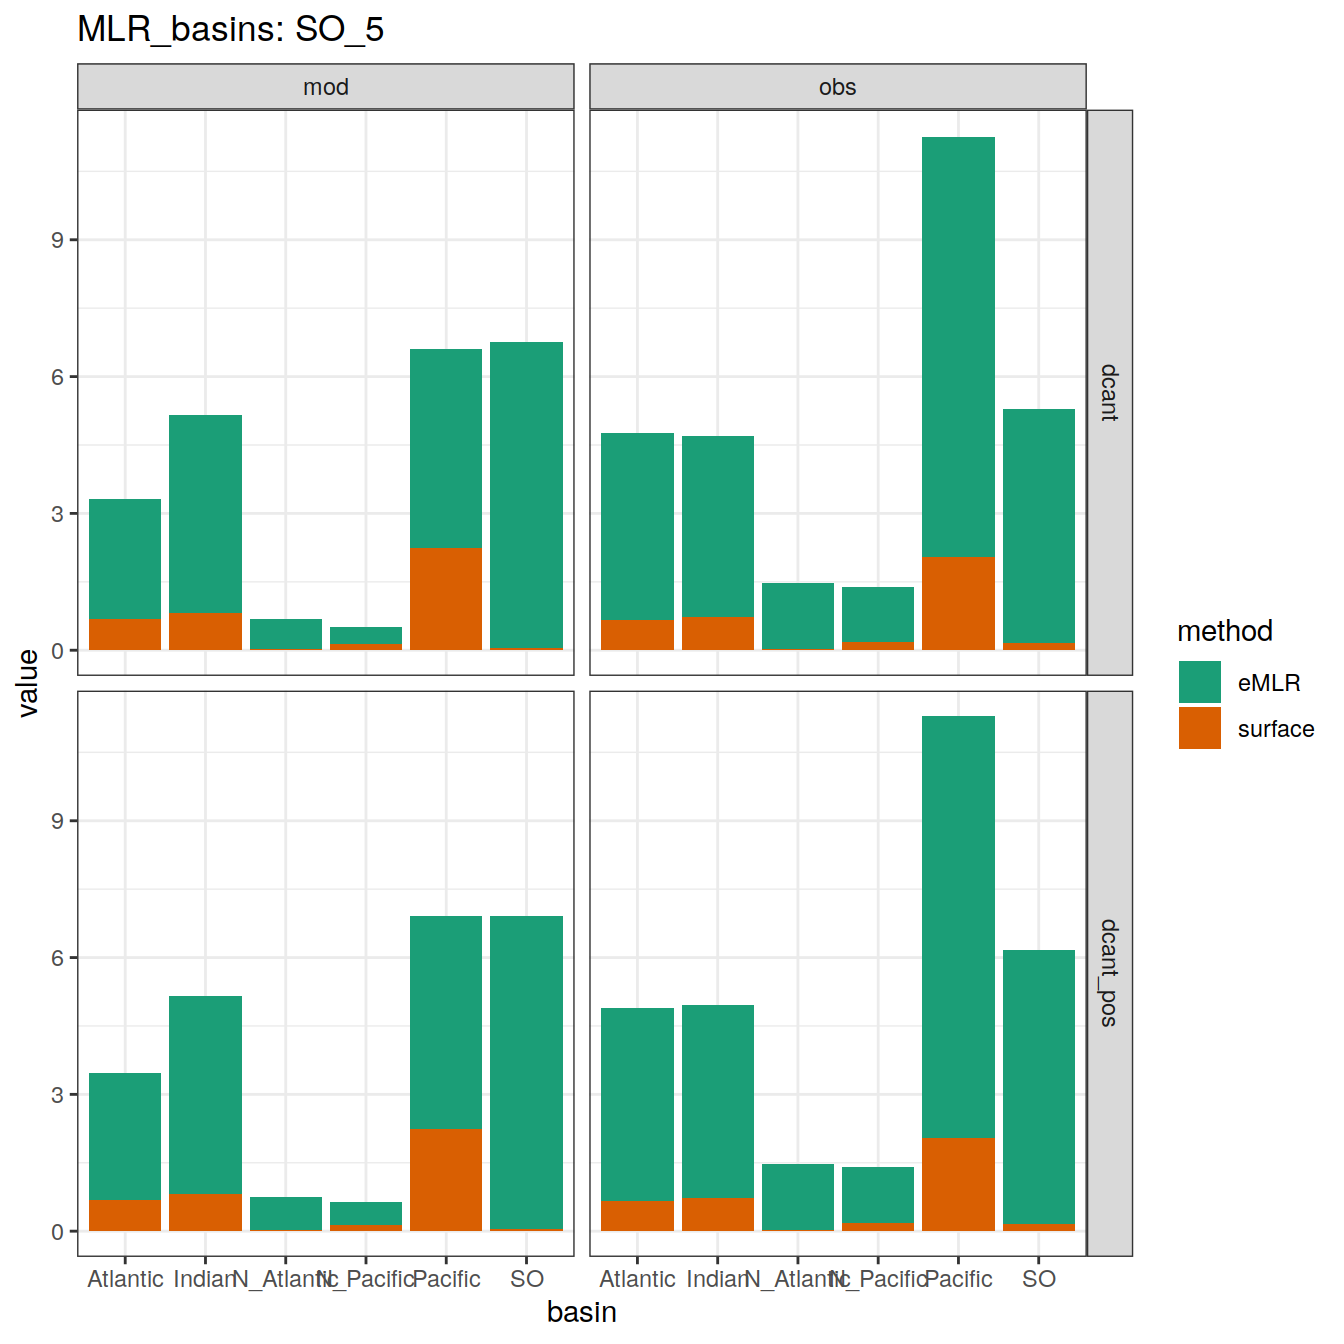 MLR_basins: SO_5
mod
obs
9
6
3
0
dcant
9
6
3
0
dcant_pos
value
Atlantic Indian N_Atlantic N_Pacific Pacific SO
Atlantic Indian N_Atlantic N_Pacific Pacific SO
basin
method
eMLR
surface